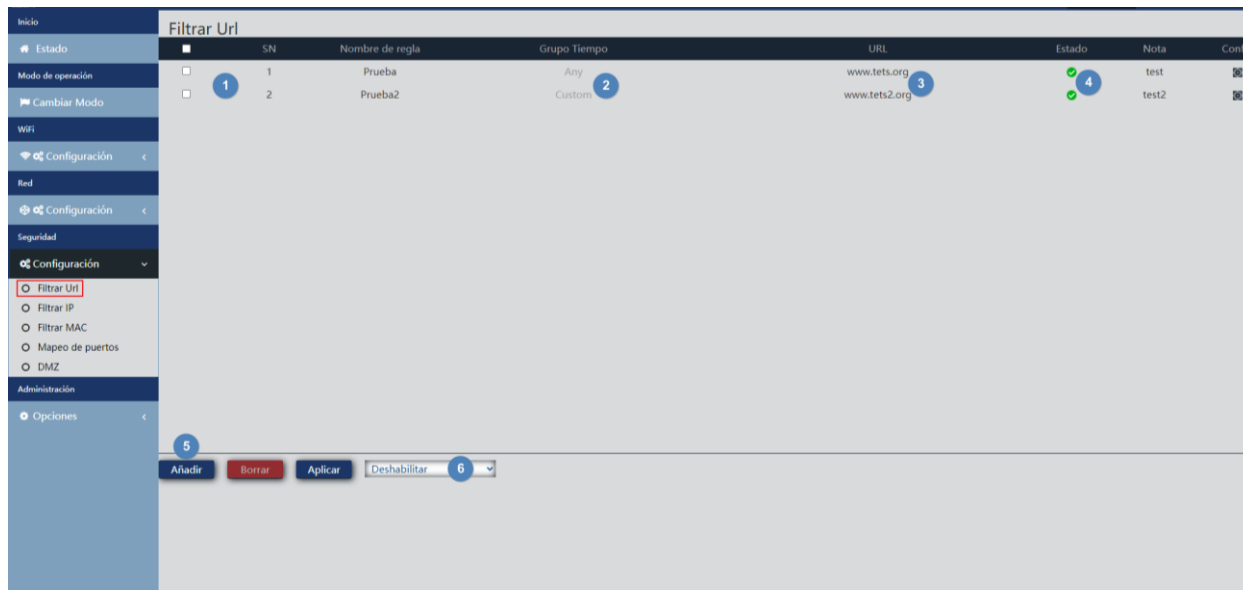 Inicio
Estado
Modo de operación
Cambiar Modo
WiFi
Configuración
Red
Configuración
Seguridad
Configuración
Filtrar Url
Filtrar IP
Filtrar MAC
Mapeo de puertos
DMZ
Administración
Opciones
Filtrar Url
SN Nombre de regla Grupo Tiempo URL Estado Nota Conf
1 Prueba Any www.tets.org test
2 Prueba2 Custom www.tets2.org test2
1 2 3 4
5
Añadir Borrar Aplicar Deshabilitar 6